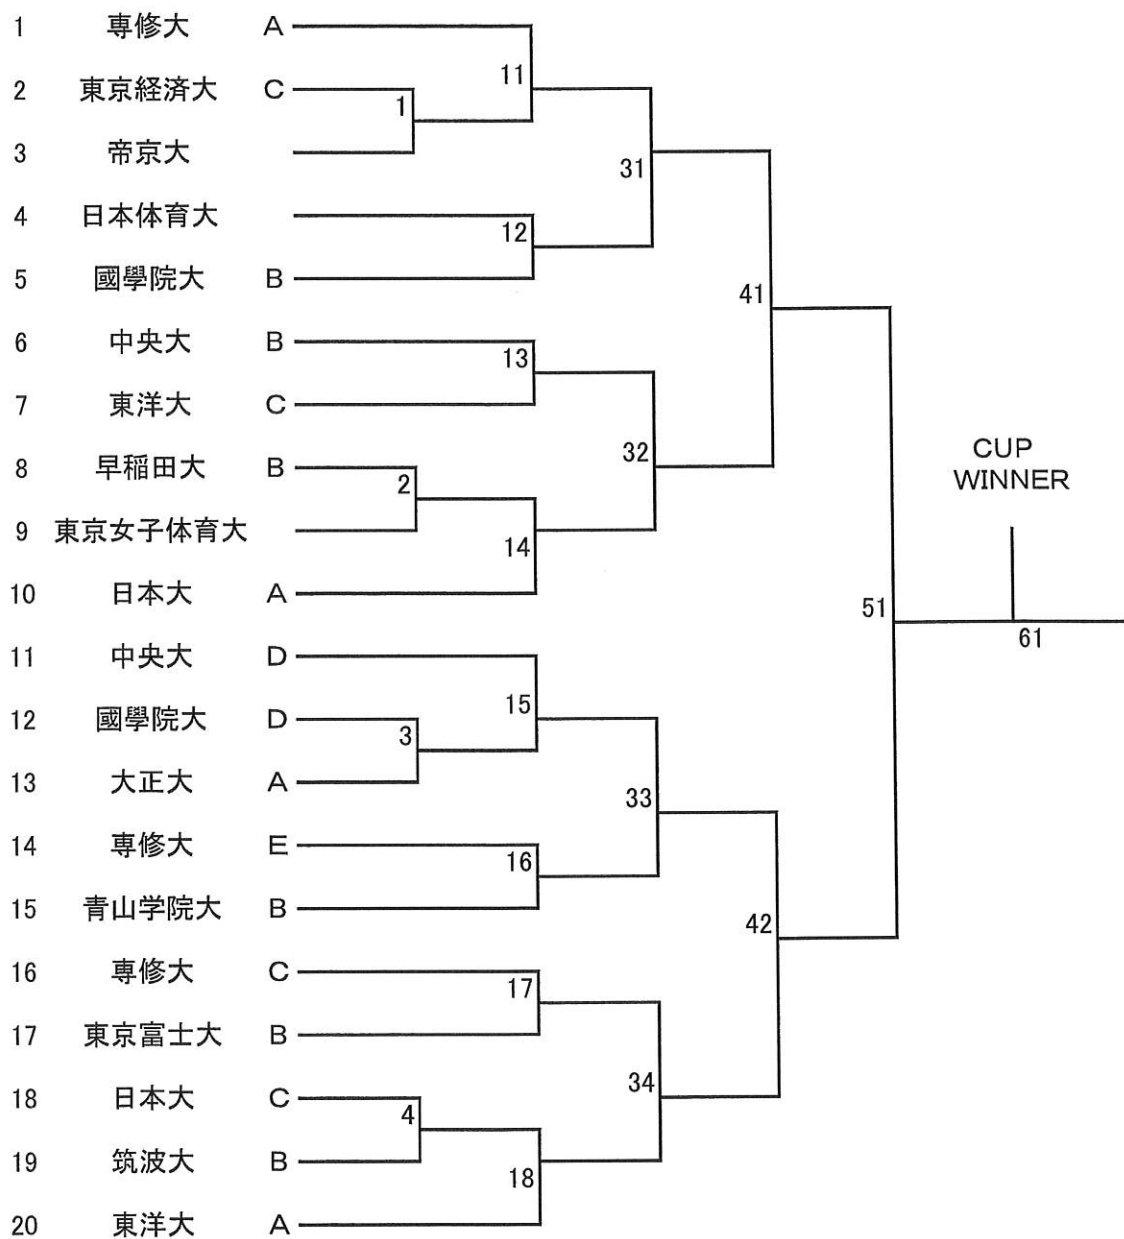 1 専修大 A
2 東京経済大 C
3 帝京大
4 日本体育大
5 國學院大 B
6 中央大 B
7 東洋大 C
8 早稲田大 B
9 東京女子体育大
10 日本大 A
11 中央大 D
12 國學院大 D
13 大正大 A
14 専修大 E
15 青山学院大 B
16 専修大 C
17 東京富士大 B
18 日本大 C
19 筑波大 B
20 東洋大 A
1
2
3
4
11
12
13
14
15
16
17
18
31
32
33
34
41
42
51
CUP
WINNER
61